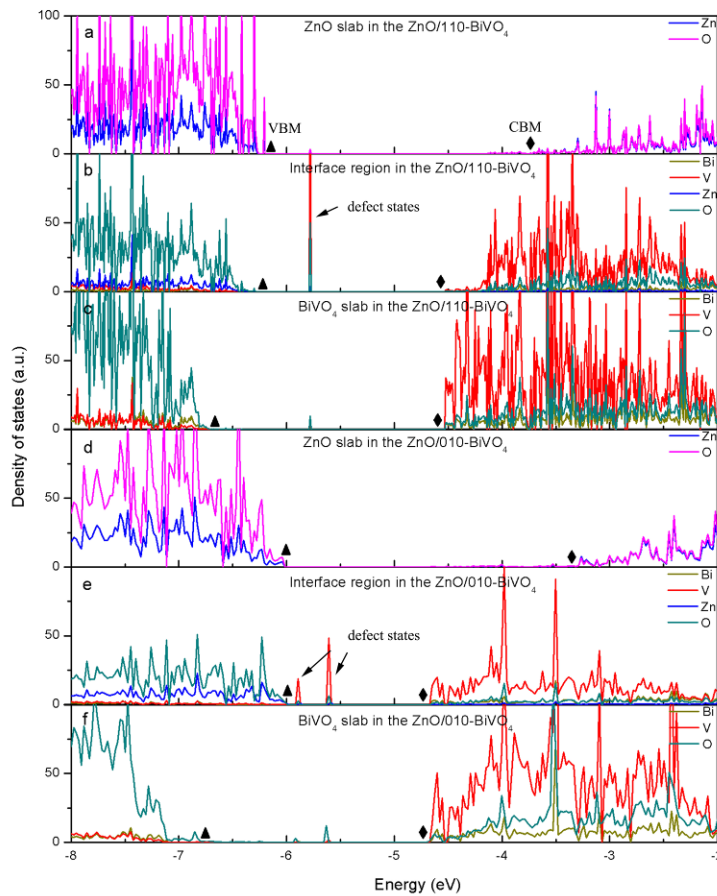 100
a
ZnO slab in the ZnO/110-BiVO₄
Zn
O
VBM
CBM
50
0
b
Interface region in the ZnO/110-BiVO₄
Bi
V
Zn
O
defect states
50
0
c
BiVO₄ slab in the ZnO/110-BiVO₄
Bi
V
O
50
0
d
ZnO slab in the ZnO/010-BiVO₄
Zn
O
50
0
e
Interface region in the ZnO/010-BiVO₄
Bi
V
Zn
O
defect states
50
0
f
BiVO₄ slab in the ZnO/010-BiVO₄
Bi
V
O
50
0
Density of states (a.u.)
-8 -7 -6 -5 -4 -3 -2
Energy (eV)